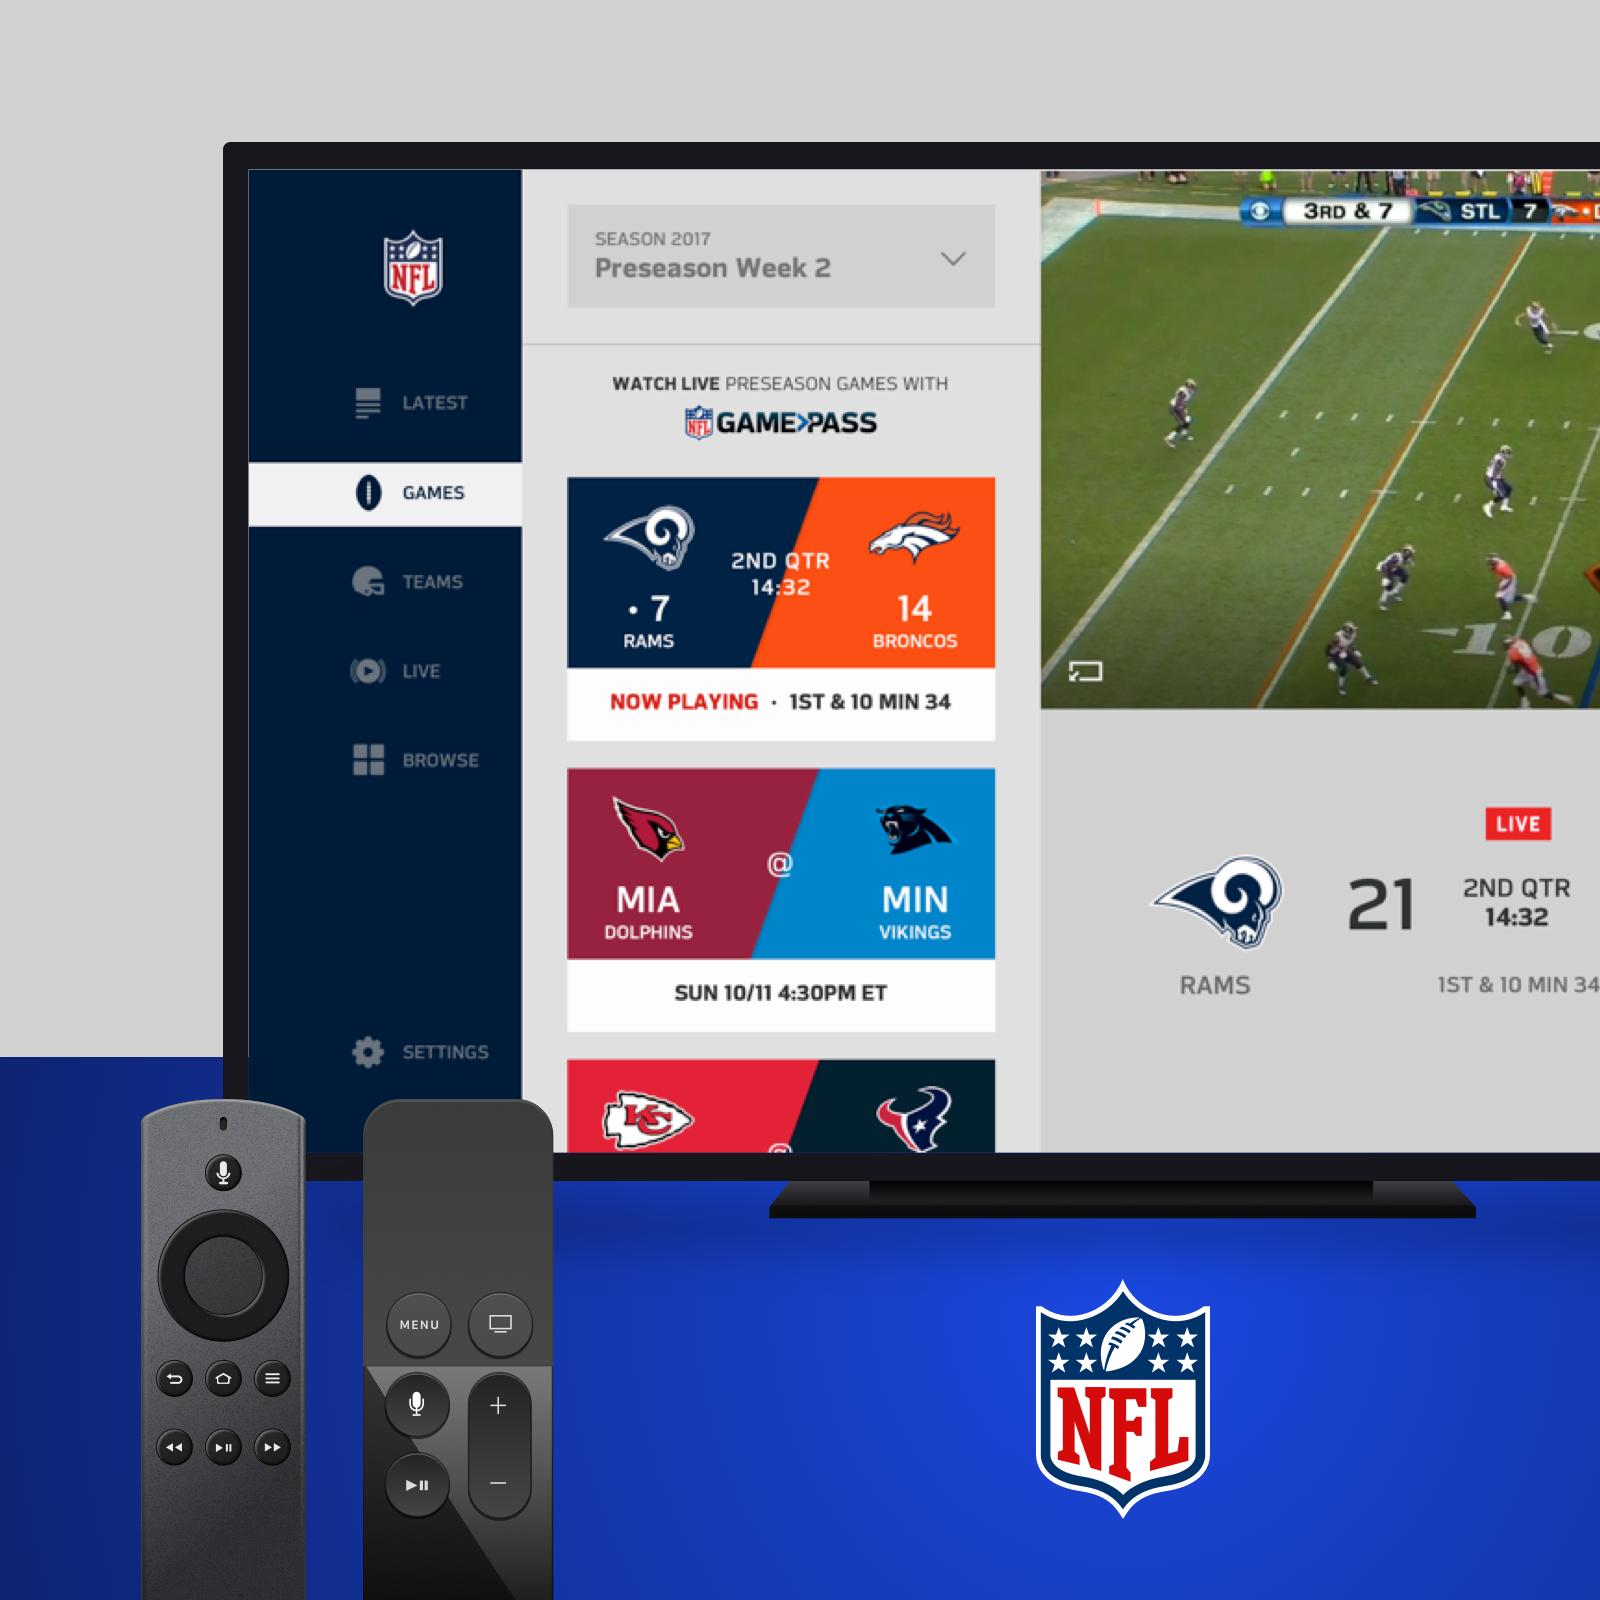 NFL
LATEST
GAMES
TEAMS
LIVE
BROWSE
SETTINGS
SEASON 2017
Preseason Week 2
WATCH LIVE PRESEASON GAMES WITH
NFL GAME PASS
2ND QTR
14:32
· 7
14
RAMS
BRONCOS
NOW PLAYING · 1ST & 10 MIN 34
@
MIA
MIN
DOLPHINS
VIKINGS
SUN 10/11 4:30PM ET
KC
@
3RD & 7
STL 7
10
LIVE
21
2ND QTR
14:32
RAMS
1ST & 10 MIN 34
MENU
NFL